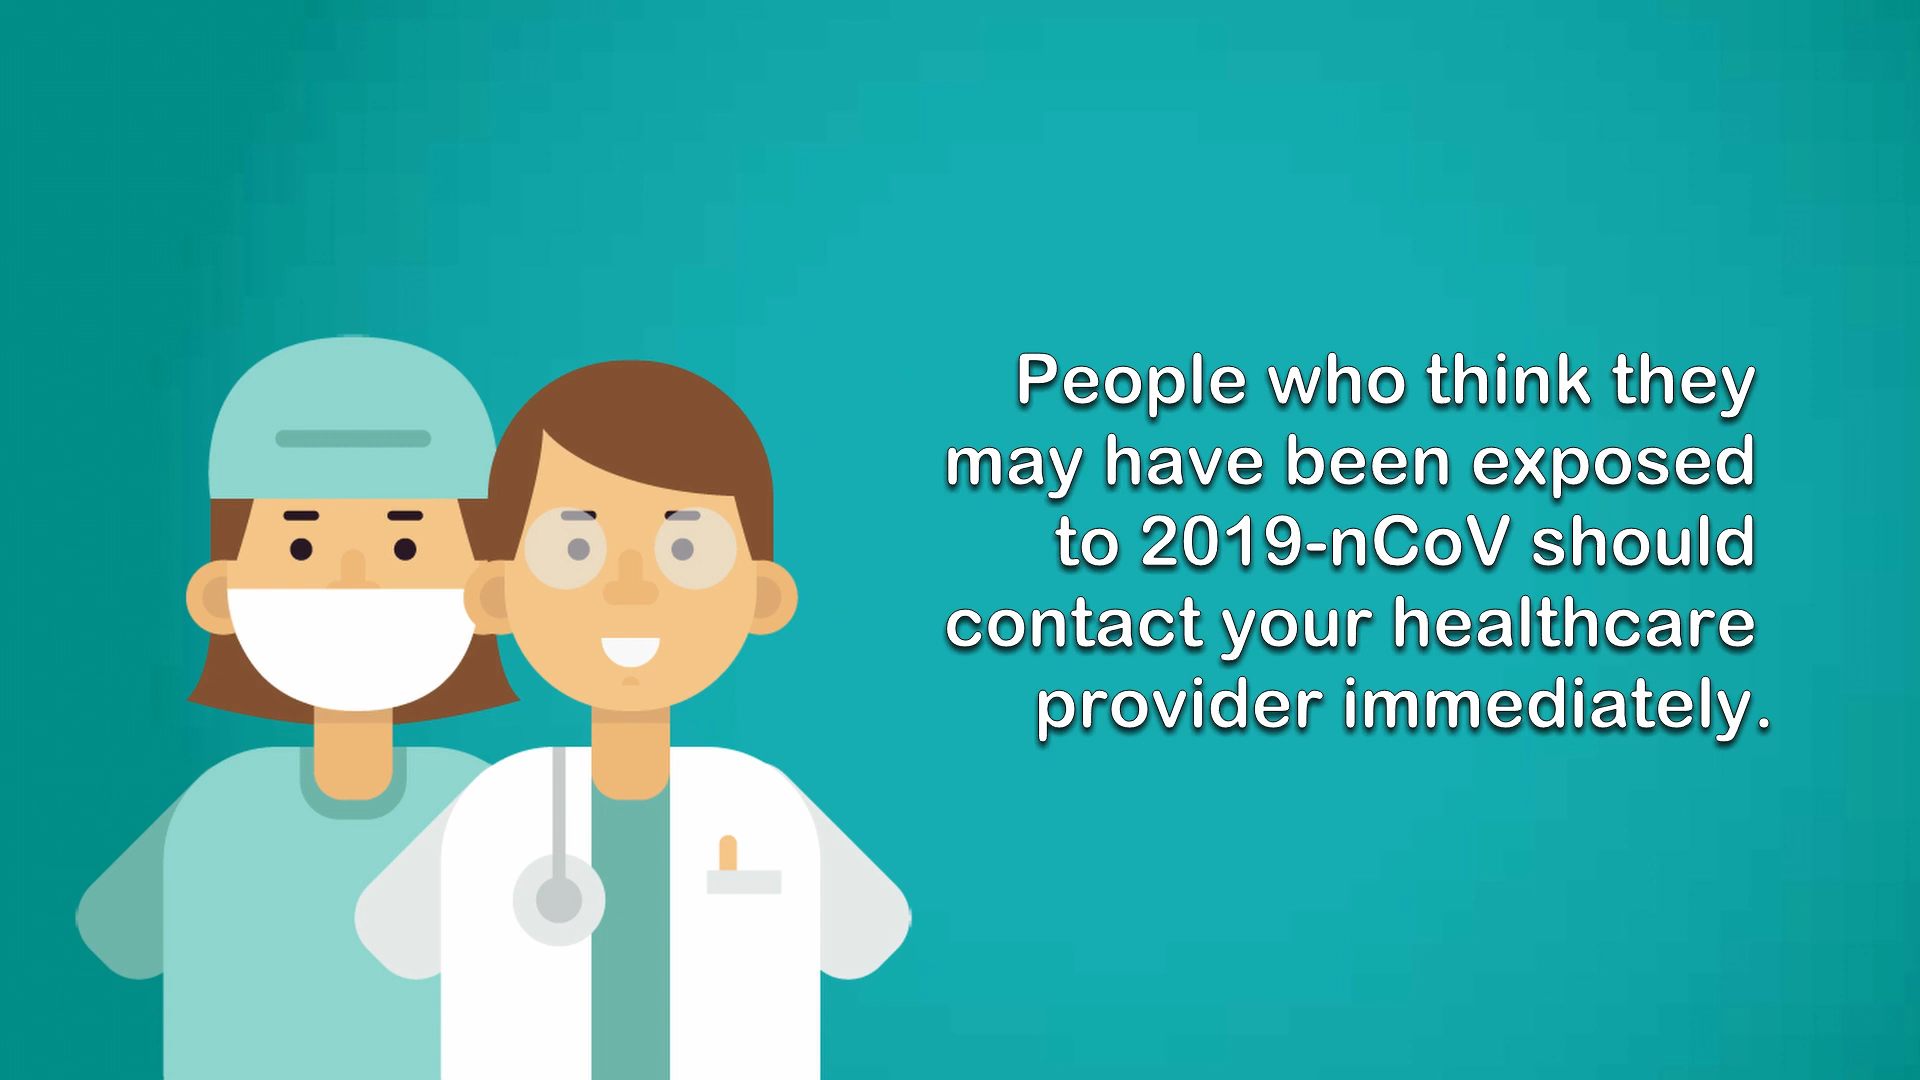 People who think they
may have been exposed
to 2019-nCoV should
contact your healthcare
provider immediately.